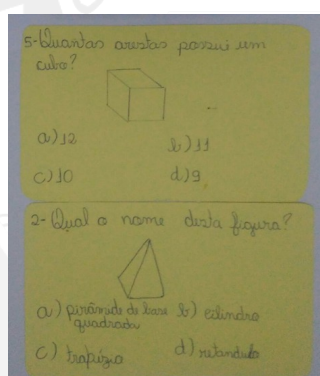 5-Quantas arestas possui um
cubo?
a) 12 b) 11
c) 10 d) 9
2- Qual o nome desta figura?
a) pirâmide de base b) cilindro
quadrada
c) trapézio d) retandulo